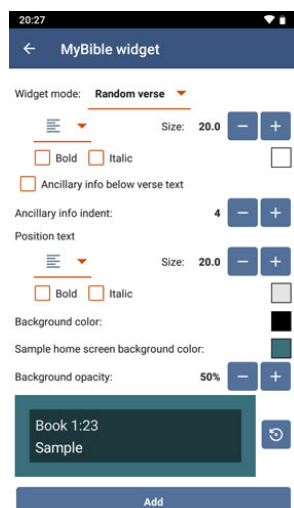 20:27
MyBible widget
Widget mode: Random verse
Size: 20.0 − +
Bold Italic
Ancillary info below verse text
Ancillary info indent: 4 − +
Position text
Size: 20.0 − +
Bold Italic
Background color:
Sample home screen background color:
Background opacity: 50% − +
Book 1:23
Sample
Add